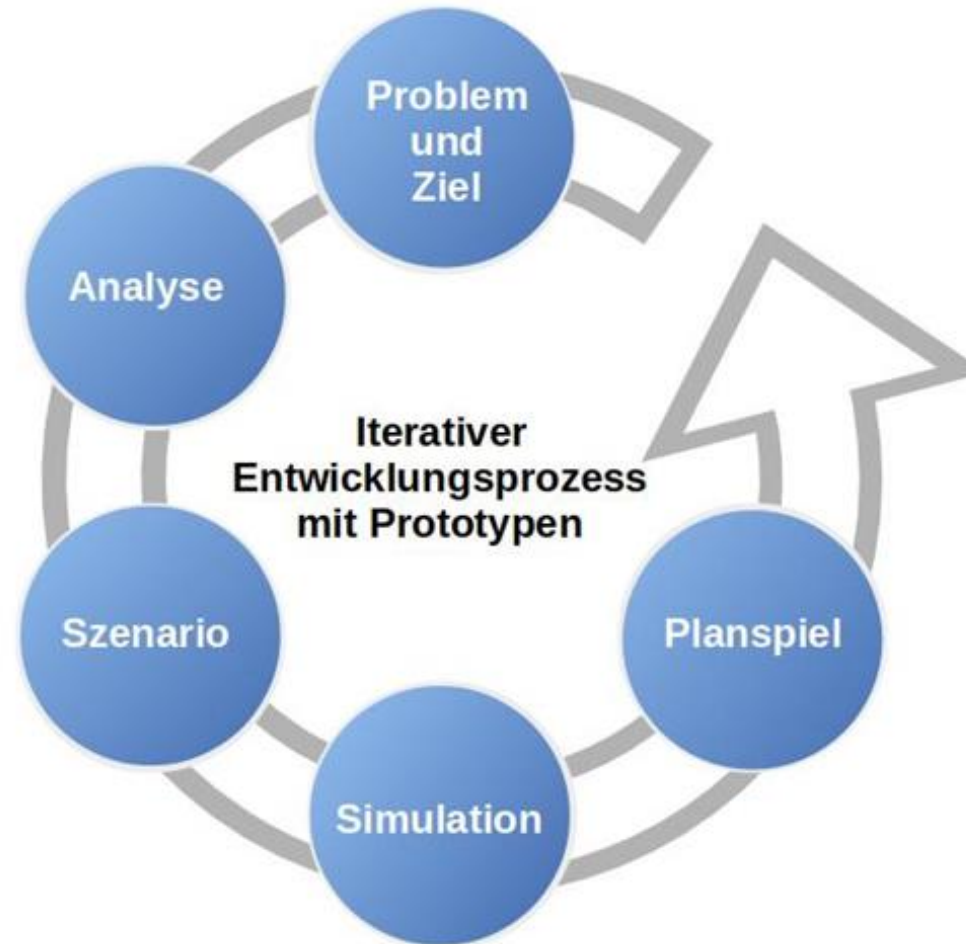 Problem
und
Ziel
Analyse
Iterativer
Entwicklungsprozess
mit Prototypen
Szenario
Planspiel
Simulation